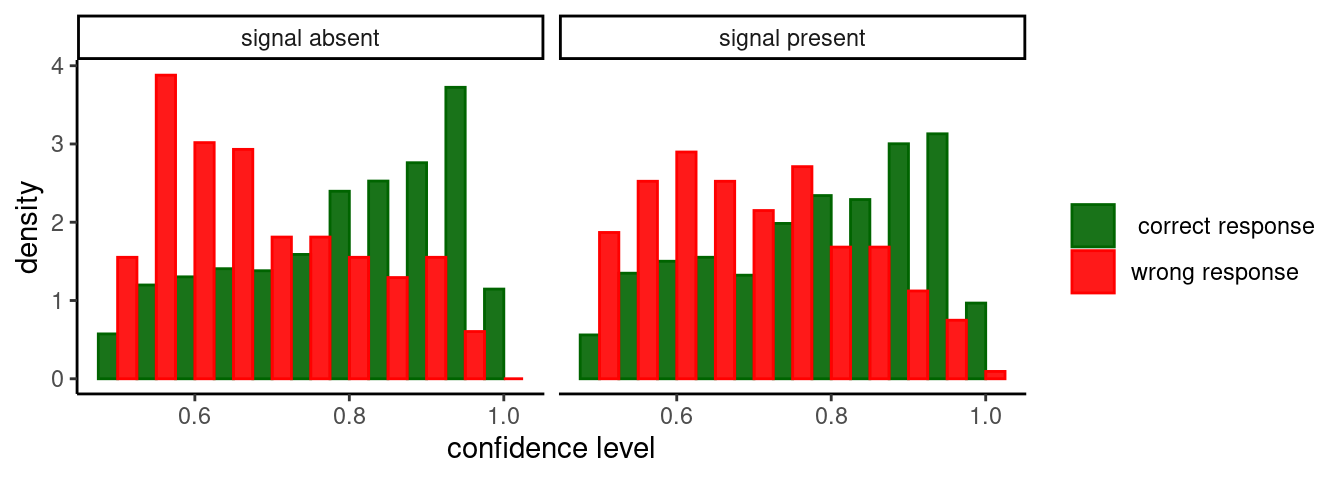 signal absent
signal present
4
3
2
1
0
density
0.6
0.8
1.0
0.6
0.8
1.0
confidence level
correct response
wrong response